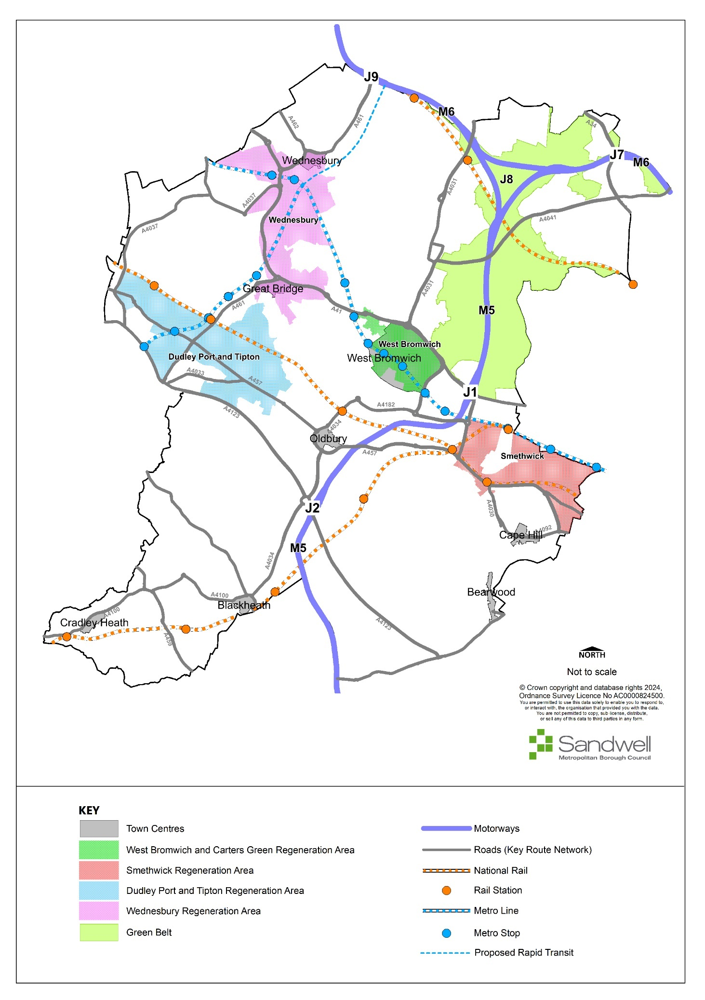 J9
M6
A462
A461
A34
J7
M6
Wednesbury
J8
A4031
A4037
A4041
Wednesbury
A4037
A4031
Great Bridge
A461
A41
M5
West Bromwich
Dudley Port and Tipton
West Bromwich
A4033
A457
J1
A4182
A4123
A4034
Oldbury
A457
Smethwick
J2
A4030
A4092
Cape Hill
M5
A4034
Bearwood
A4100
Blackheath
A4100
Cradley Heath
A4123
A459
NORTH
Not to scale
© Crown copyright and database rights 2024,
Ordnance Survey Licence No AC0000824500.
You are permitted to use this data solely to enable you to respond to,
or interact with, the organisation that provided you with the data.
You are not permitted to copy, sub-license, distribute,
or sell any of this data to third parties in any form.
Sandwell
Metropolitan Borough Council
KEY
Town Centres
West Bromwich and Carters Green Regeneration Area
Smethwick Regeneration Area
Dudley Port and Tipton Regeneration Area
Wednesbury Regeneration Area
Green Belt
Motorways
Roads (Key Route Network)
National Rail
Rail Station
Metro Line
Metro Stop
Proposed Rapid Transit